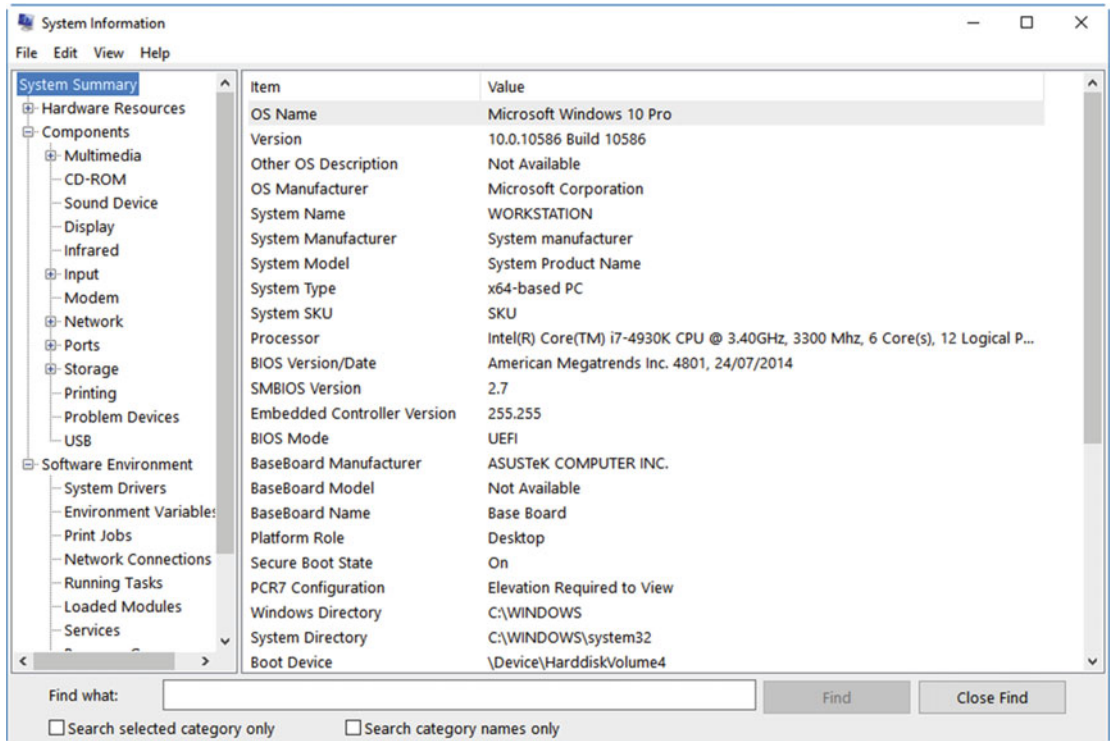 System Information
File Edit View Help
System Summary
Hardware Resources
Components
Multimedia
CD-ROM
Sound Device
Display
Infrared
Input
Modem
Network
Ports
Storage
Printing
Problem Devices
USB
Software Environment
System Drivers
Environment Variables
Print Jobs
Network Connections
Running Tasks
Loaded Modules
Services
Item Value
OS Name Microsoft Windows 10 Pro
Version 10.0.10586 Build 10586
Other OS Description Not Available
OS Manufacturer Microsoft Corporation
System Name WORKSTATION
System Manufacturer System manufacturer
System Model System Product Name
System Type x64-based PC
System SKU SKU
Processor Intel(R) Core(TM) i7-4930K CPU @ 3.40GHz, 3300 Mhz, 6 Core(s), 12 Logical P...
BIOS Version/Date American Megatrends Inc. 4801, 24/07/2014
SMBIOS Version 2.7
Embedded Controller Version 255.255
BIOS Mode UEFI
BaseBoard Manufacturer ASUSTeK COMPUTER INC.
BaseBoard Model Not Available
BaseBoard Name Base Board
Platform Role Desktop
Secure Boot State On
PCR7 Configuration Elevation Required to View
Windows Directory C:\WINDOWS
System Directory C:\WINDOWS\system32
Boot Device \Device\HarddiskVolume4
Find what: Find Close Find
Search selected category only Search category names only